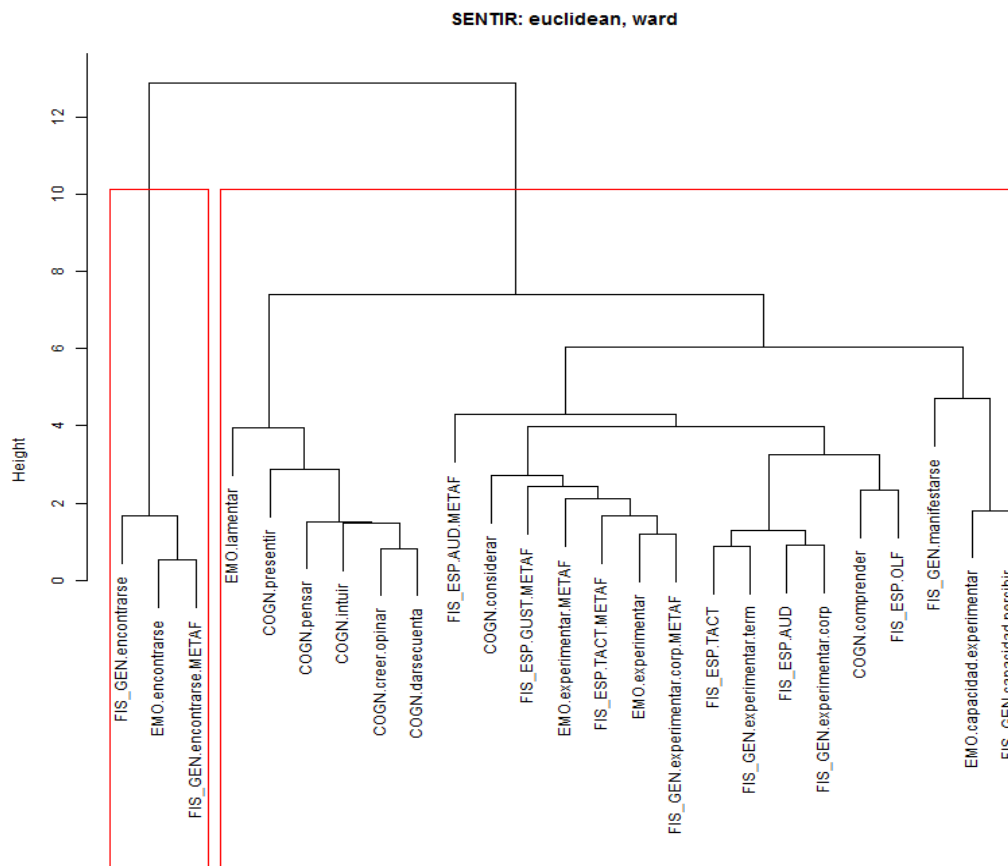 SENTIR: euclidean, ward
Height
12
10
8
6
4
2
0
FIS_GEN.encontrarse
EMO.encontrarse
FIS_GEN.encontrarse.METAF
EMO.lamentar
COGN.presentir
COGN.pensar
COGN.intuir
COGN.creer.opinar
COGN.darsecuenta
FIS_ESP.AUD.METAF
COGN.considerar
FIS_ESP.GUST.METAF
EMO.experimentar.METAF
FIS_ESP.TACT.METAF
EMO.experimentar
FIS_GEN.experimentar.corp.METAF
FIS_ESP.TACT
FIS_GEN.experimentar.term
FIS_ESP.AUD
FIS_GEN.experimentar.corp
COGN.comprender
FIS_ESP.OLF
FIS_GEN.manifestarse
EMO.capacidad.experimentar
FIS_GEN.capacidad.percibir